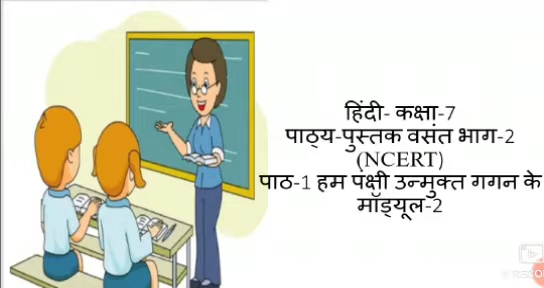 हिंदी- कक्षा-7
पाठ्य-पुस्तक वसंत भाग-2
(NCERT)
पाठ-1 हम पंक्षी उन्मुक्त गगन के
मॉड्यूल-2